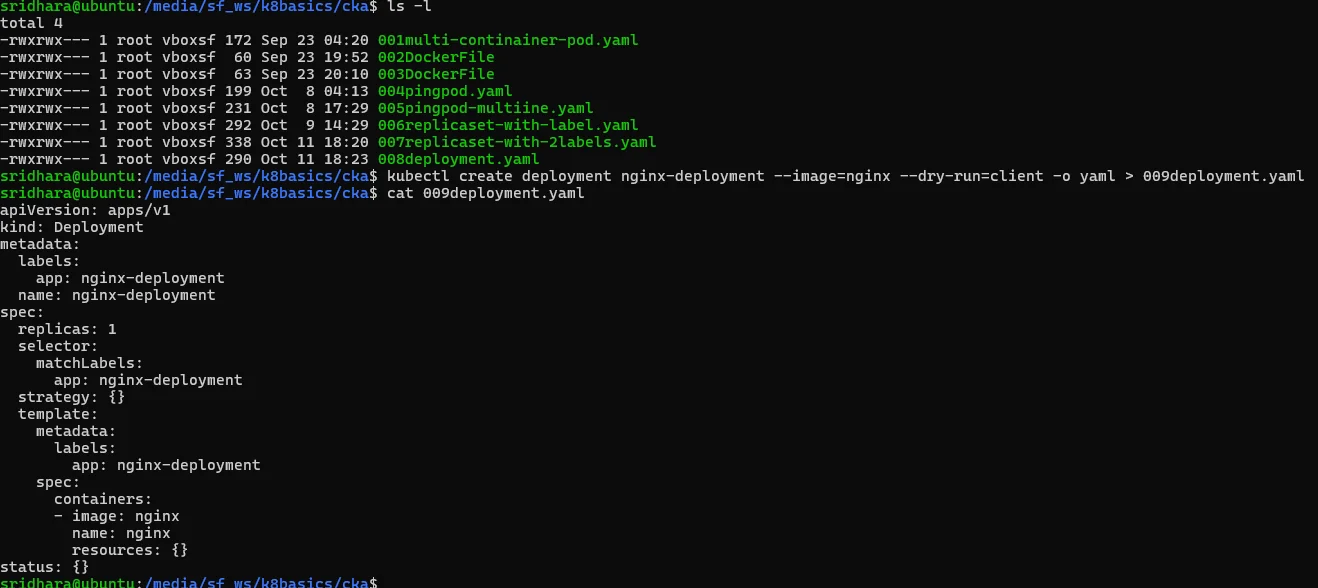 sridhara@ubuntu:/media/sf_ws/k8basics/cka$ ls -l
total 4
-rwxrwx--- 1 root vboxsf 172 Sep 23 04:20 001multi-continainer-pod.yaml
-rwxrwx--- 1 root vboxsf  60 Sep 23 19:52 002DockerFile
-rwxrwx--- 1 root vboxsf  63 Sep 23 20:10 003DockerFile
-rwxrwx--- 1 root vboxsf 199 Oct  8 04:13 004pingpod.yaml
-rwxrwx--- 1 root vboxsf 231 Oct  8 17:29 005pingpod-multiine.yaml
-rwxrwx--- 1 root vboxsf 292 Oct  9 14:29 006replicaset-with-label.yaml
-rwxrwx--- 1 root vboxsf 338 Oct 11 18:20 007replicaset-with-2labels.yaml
-rwxrwx--- 1 root vboxsf 290 Oct 11 18:23 008deployment.yaml
sridhara@ubuntu:/media/sf_ws/k8basics/cka$ kubectl create deployment nginx-deployment --image=nginx --dry-run=client -o yaml > 009deployment.yaml
sridhara@ubuntu:/media/sf_ws/k8basics/cka$ cat 009deployment.yaml
apiVersion: apps/v1
kind: Deployment
metadata:
  labels:
    app: nginx-deployment
  name: nginx-deployment
spec:
  replicas: 1
  selector:
    matchLabels:
      app: nginx-deployment
  strategy: {}
  template:
    metadata:
      labels:
        app: nginx-deployment
    spec:
      containers:
      - image: nginx
        name: nginx
        resources: {}
status: {}
sridhara@ubuntu:/media/sf_ws/k8basics/cka$